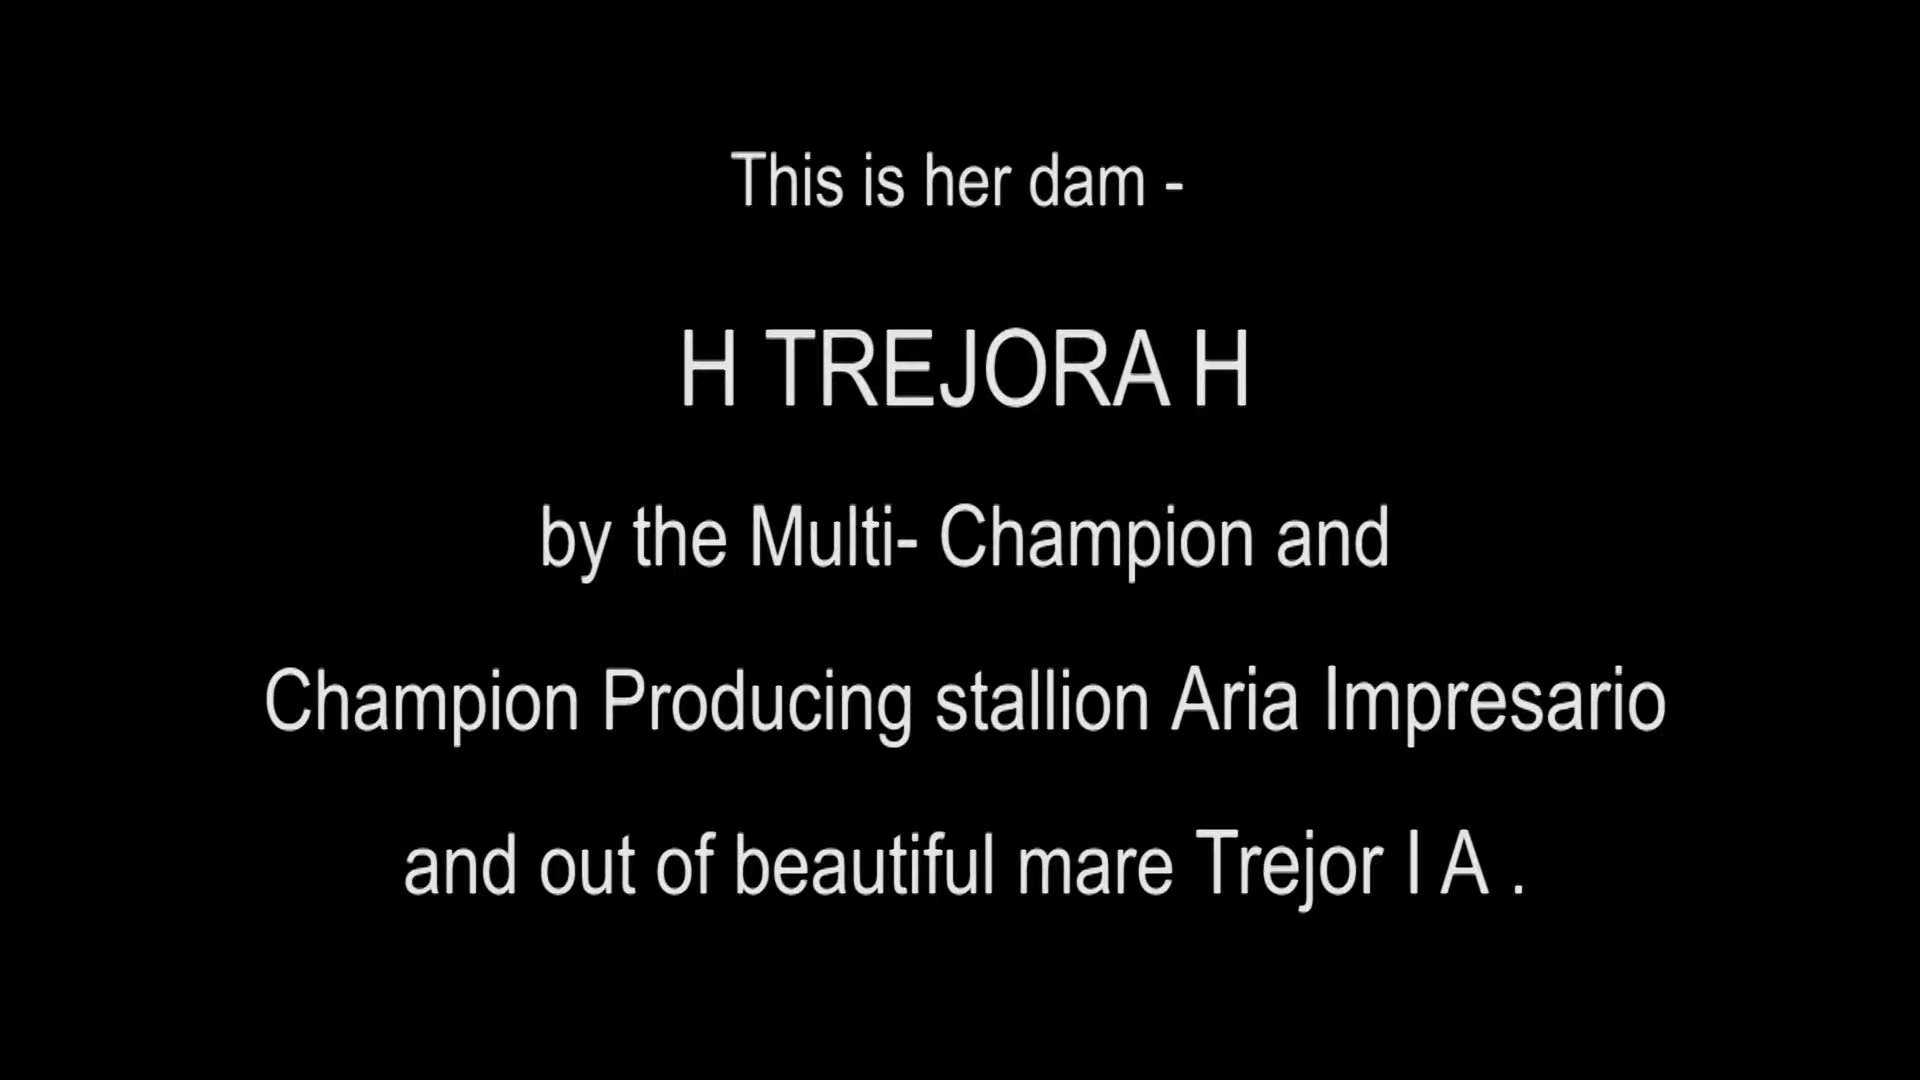 This is her dam -
H TREJORA H
by the Multi- Champion and
Champion Producing stallion Aria Impresario
and out of beautiful mare Trejor I A .